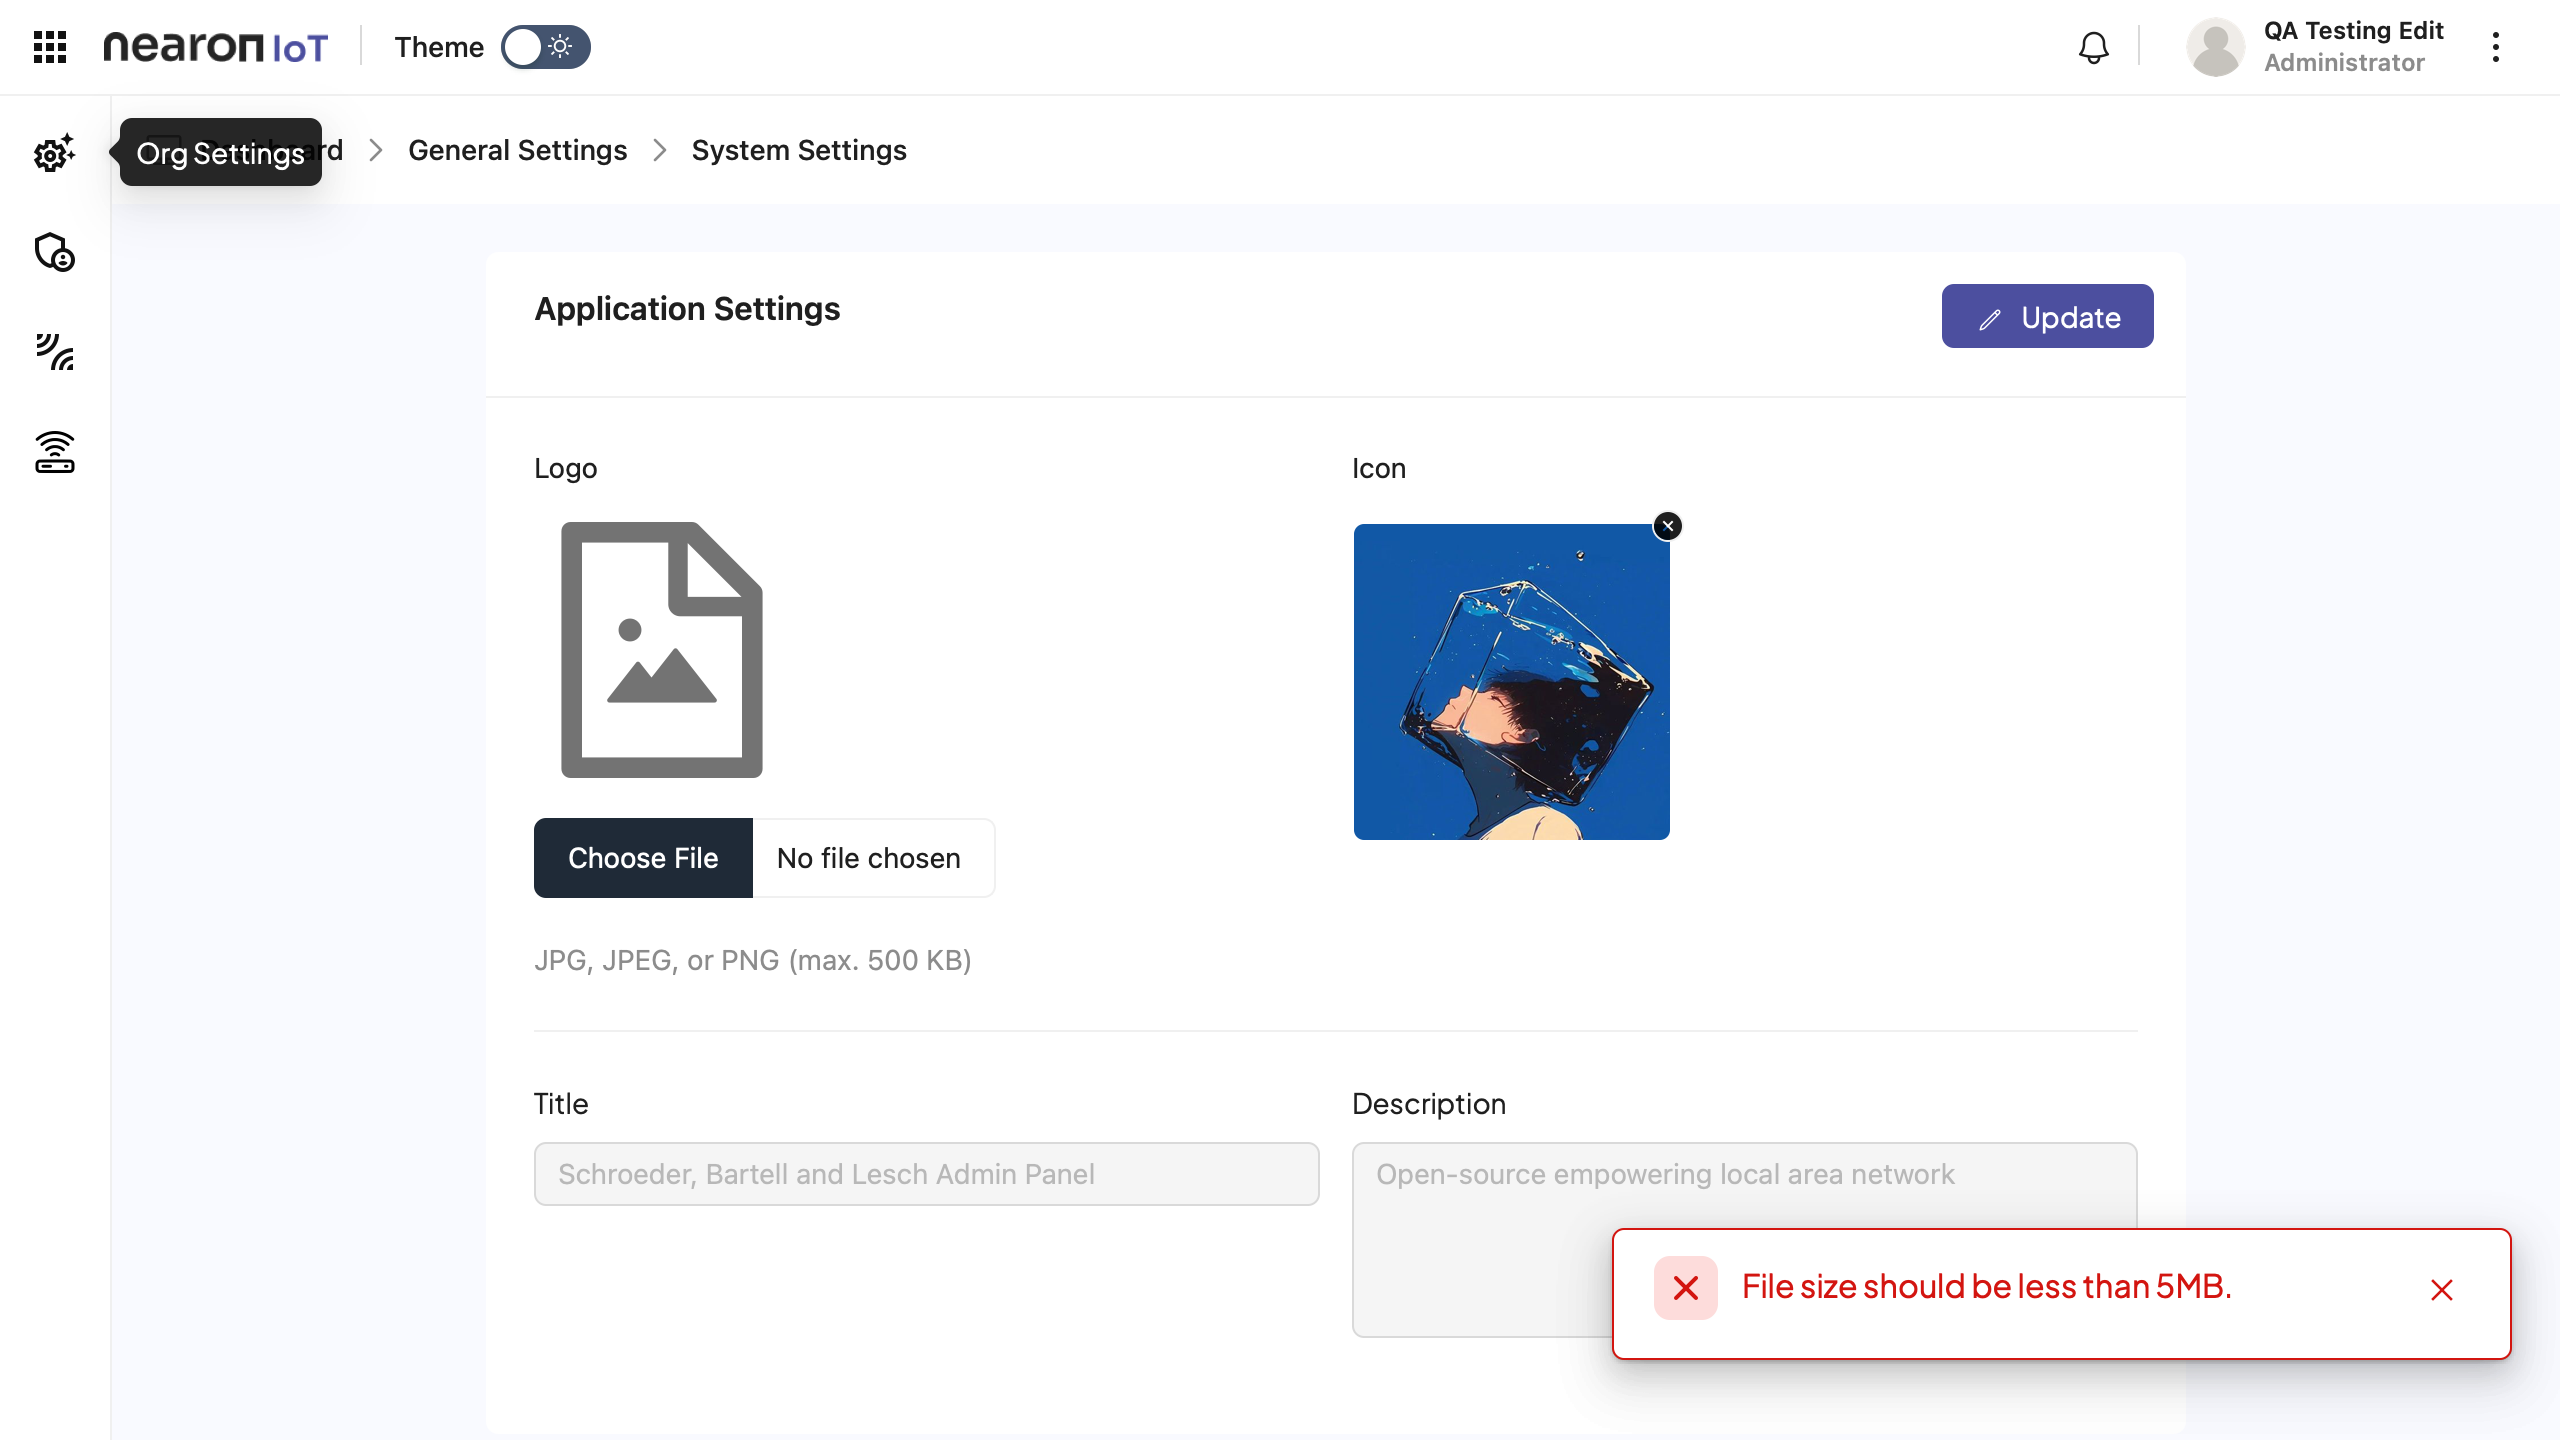 nearon IoT
Theme
QA Testing Edit
Administrator
Org Settings
Dashboard
General Settings
System Settings
Application Settings
Update
Logo
Icon
Choose File
No file chosen
JPG, JPEG, or PNG (max. 500 KB)
Title
Description
Schroeder, Bartell and Lesch Admin Panel
Open-source empowering local area network
File size should be less than 5MB.